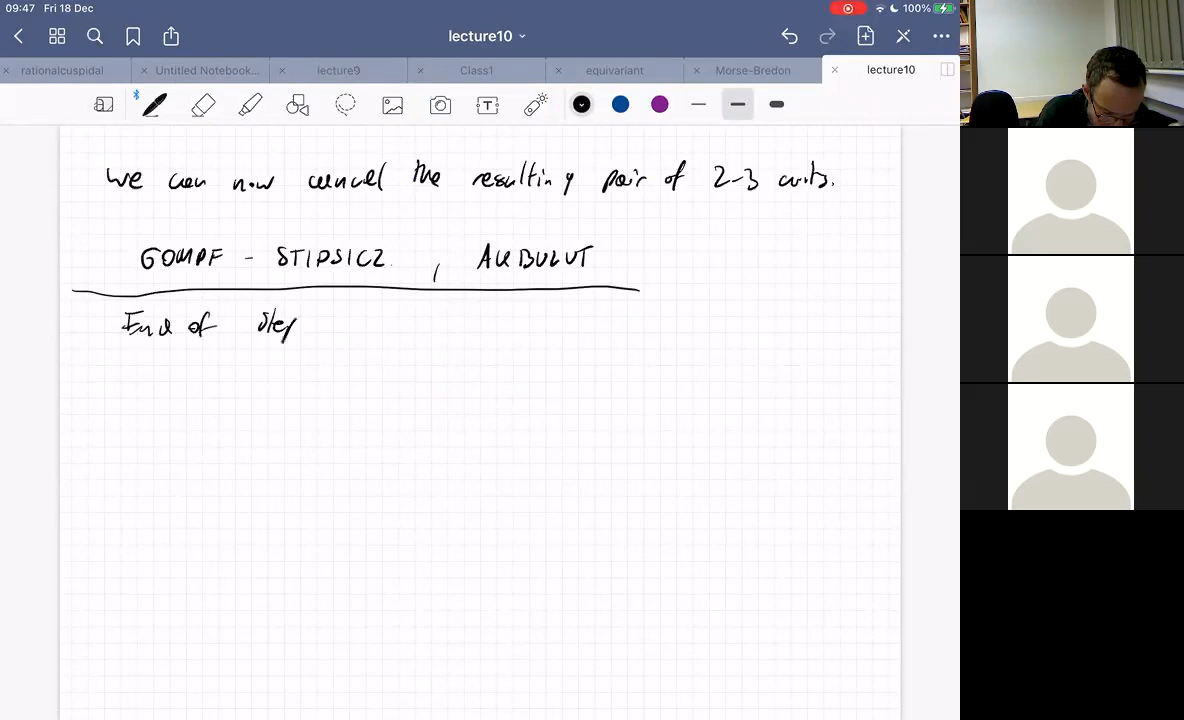 09:47 Fri 18 Dec
100%
lecture10
rationalcuspidal
Untitled Notebook...
lecture9
Class1
equivariant
Morse-Bredon
lecture10
we can now cancel the resulting pair of 2-3 crits.
GOMPF - STIPSICZ , AKBULUT
End of Step